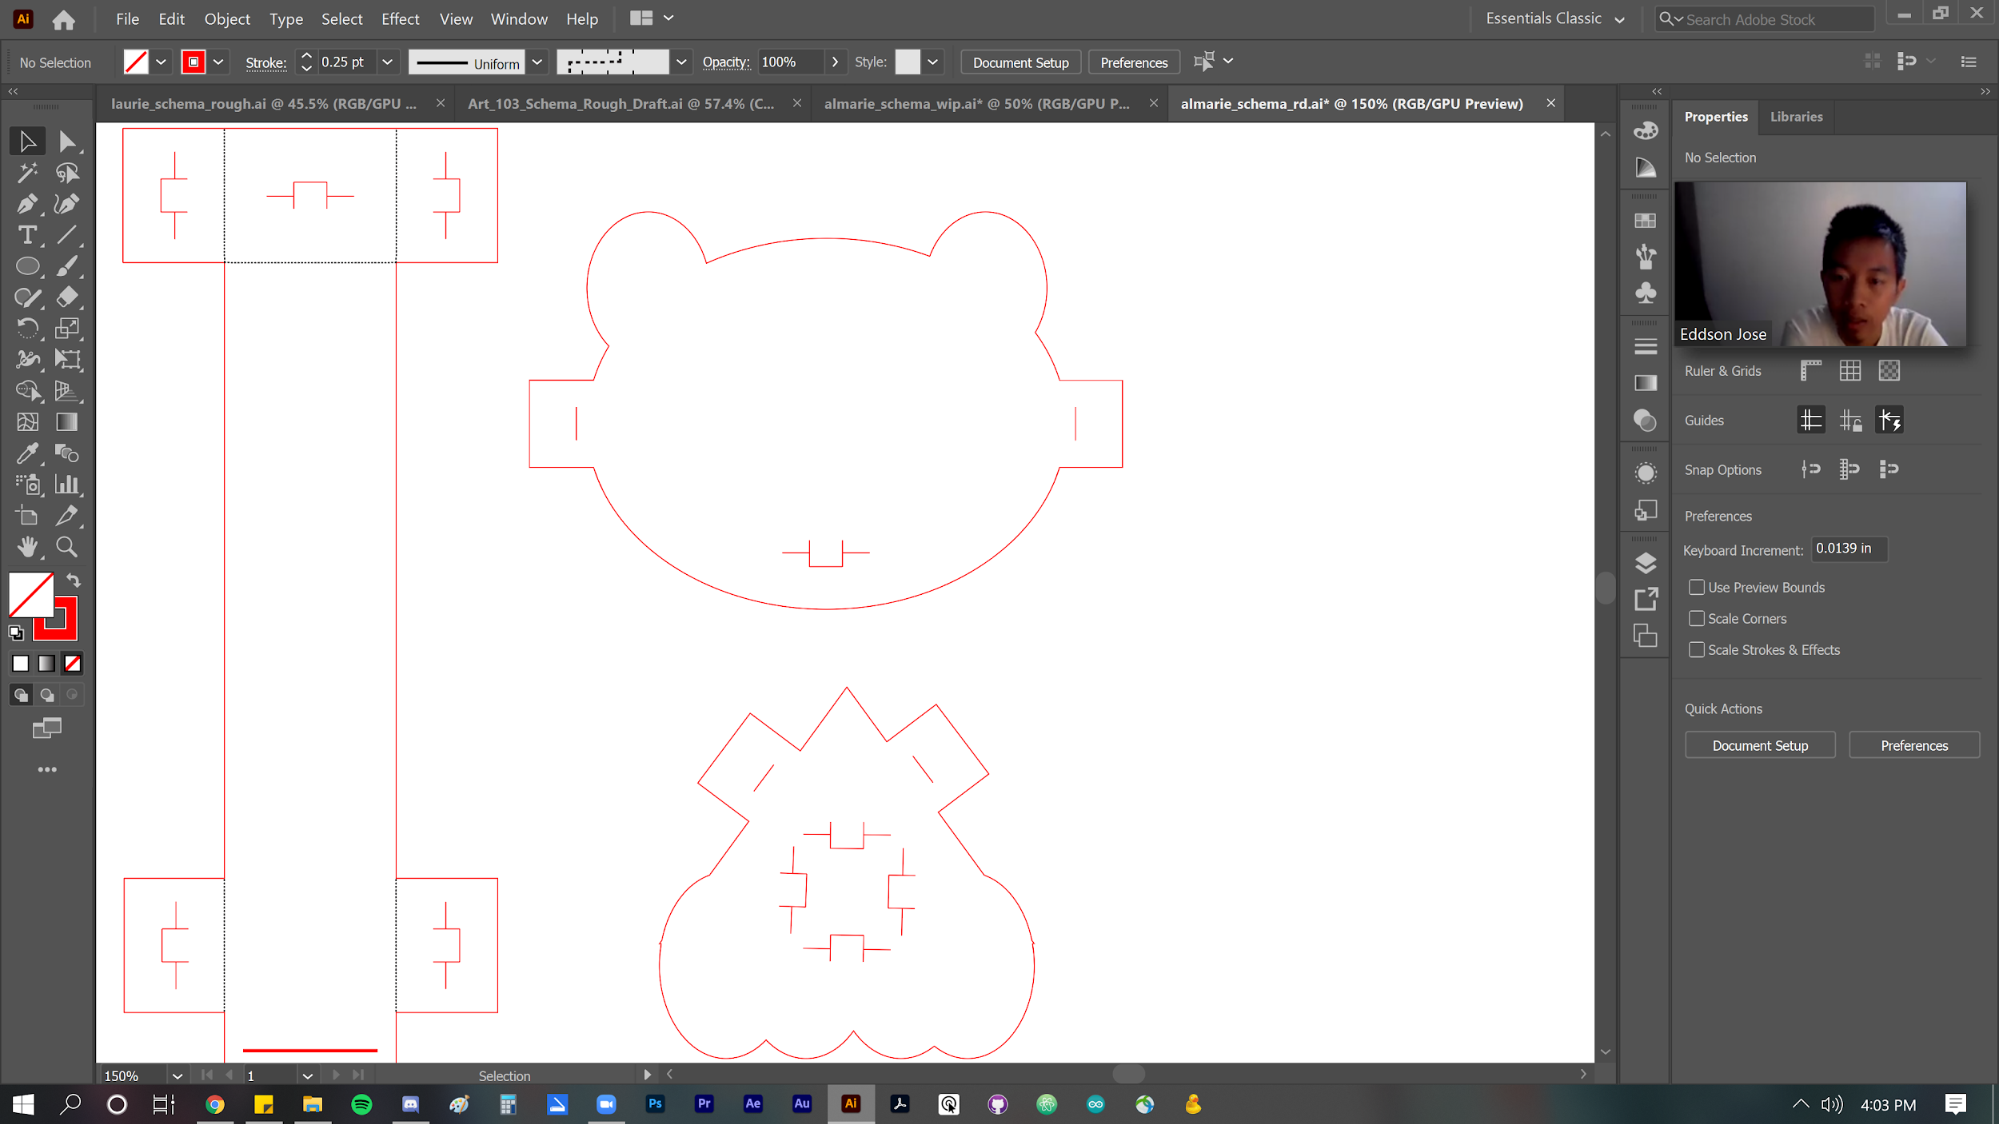 Ai File Edit Object Type Select Effect View Window Help Essentials Classic Search Adobe Stock
No Selection Stroke: 0.25 pt Uniform Opacity: 100% Style: Document Setup Preferences
laurie_schema_rough.ai @ 45.5% (RGB/GPU ... Art_103_Schema_Rough_Draft.ai @ 57.4% (C... almarie_schema_wip.ai* @ 50% (RGB/GPU P... almarie_schema_rd.ai* @ 150% (RGB/GPU Preview)
Properties Libraries
No Selection
Eddson Jose
Ruler & Grids
Guides
Snap Options
Preferences
Keyboard Increment: 0.0139 in
Use Preview Bounds
Scale Corners
Scale Strokes & Effects
Quick Actions
Document Setup Preferences
150% 1 Selection
Ps Pr Ae Au Ai 4:03 PM